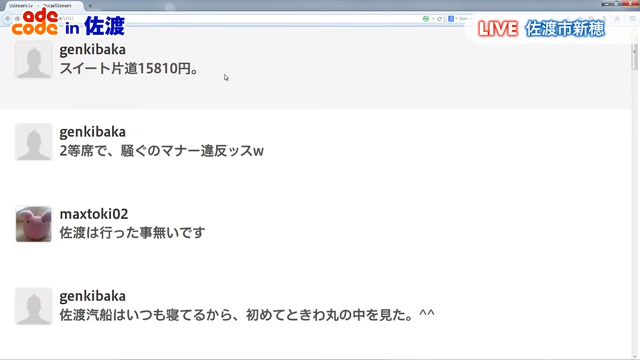 Ustream.tv
PocketStream
ade code in 佐渡
LIVE 佐渡市新穂
genkibaka
スイート片道15810円。
genkibaka
2等席で、騒ぐのマナー違反ッスw
maxtoki02
佐渡は行った事無いです
genkibaka
佐渡汽船はいつも寝てるから、初めてときわ丸の中を見た。^^